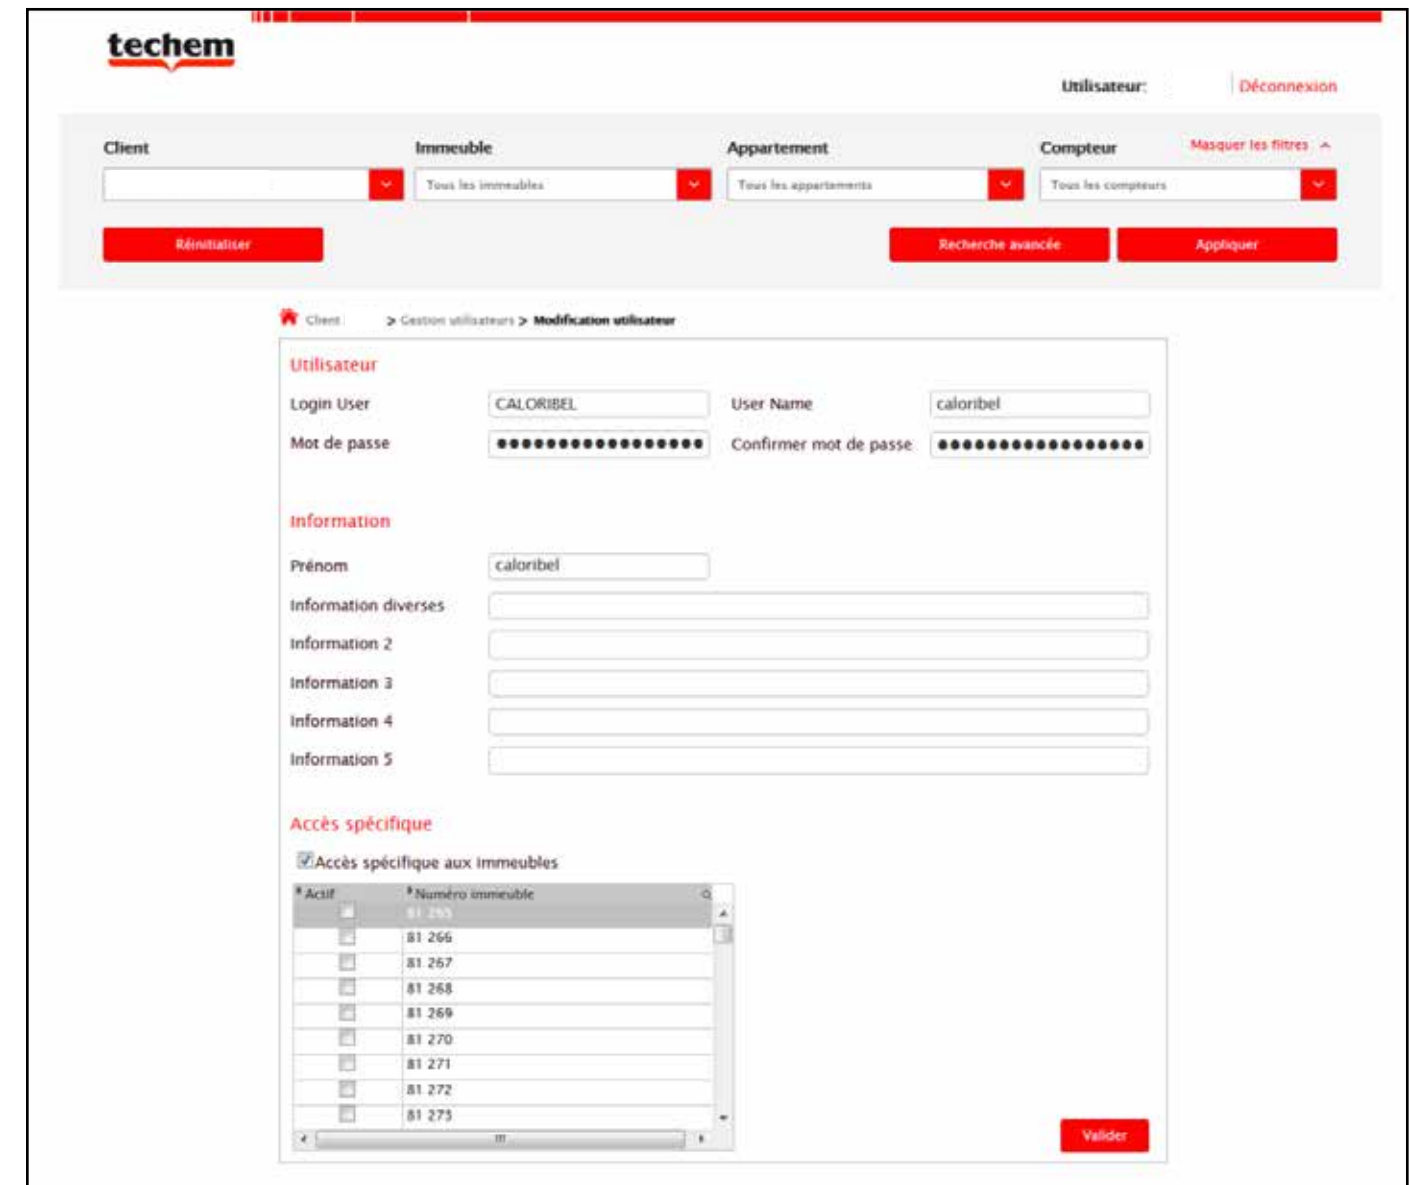 techem
Utilisateur: Déconnexion
Client Immeuble Appartement Compteur Masquer les filtres
Tous les immeubles Tous les appartements Tous les compteurs
Réinitialiser Recherche avancée Appliquer
Client > Gestion utilisateurs > Modification utilisateur
Utilisateur
Login User CALORIBEL User Name caloribel
Mot de passe ●●●●●●●●●●●●●●●●● Confirmer mot de passe ●●●●●●●●●●●●●●●●●
Information
Prénom caloribel
Information diverses
Information 2
Information 3
Information 4
Information 5
Accès spécifique
Accès spécifique aux Immeubles
Actif Numéro immeuble
81 265
81 266
81 267
81 268
81 269
81 270
81 271
81 272
81 273
Valider